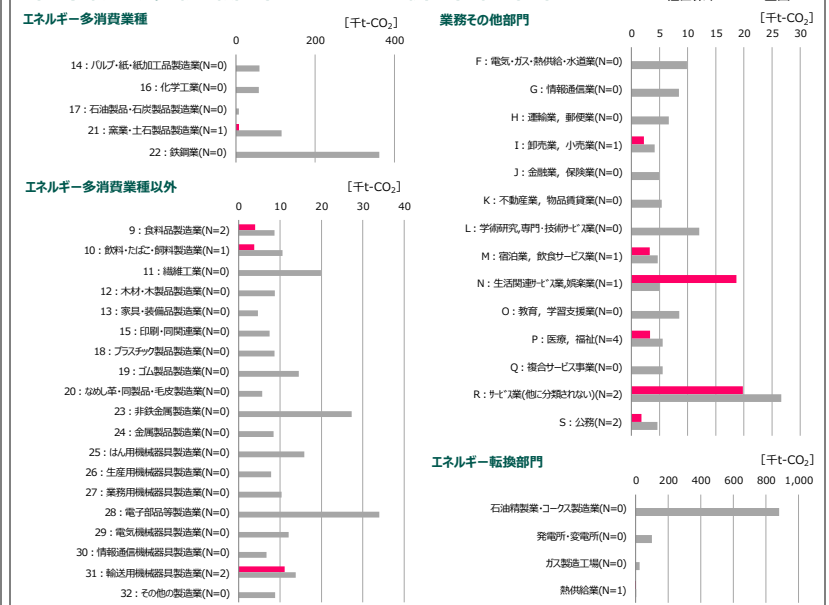 エネルギー多消費業種
[千t-CO₂]
0 200 400
14：パルプ・紙・紙加工品製造業(N=0)
16：化学工業(N=0)
17：石油製品・石炭製品製造業(N=0)
21：窯業・土石製品製造業(N=1)
22：鉄鋼業(N=0)
エネルギー多消費業種以外
[千t-CO₂]
0 10 20 30 40
9：食料品製造業(N=2)
10：飲料・たばこ・飼料製造業(N=1)
11：繊維工業(N=0)
12：木材・木製品製造業(N=0)
13：家具・装備品製造業(N=0)
15：印刷・同関連業(N=0)
18：プラスチック製品製造業(N=0)
19：ゴム製品製造業(N=0)
20：なめし革・同製品・毛皮製造業(N=0)
23：非鉄金属製造業(N=0)
24：金属製品製造業(N=0)
25：はん用機械器具製造業(N=0)
26：生産用機械器具製造業(N=0)
27：業務用機械器具製造業(N=0)
28：電子部品等製造業(N=0)
29：電気機械器具製造業(N=0)
30：情報通信機械器具製造業(N=0)
31：輸送用機械器具製造業(N=2)
32：その他の製造業(N=0)
業務その他部門
[千t-CO₂]
0 5 10 15 20 25 30
F：電気・ガス・熱供給・水道業(N=0)
G：情報通信業(N=0)
H：運輸業，郵便業(N=0)
I：卸売業，小売業(N=1)
J：金融業，保険業(N=0)
K：不動産業，物品賃貸業(N=0)
L：学術研究,専門・技術ｻｰﾋﾞｽ業(N=0)
M：宿泊業，飲食サービス業(N=1)
N：生活関連ｻｰﾋﾞｽ業,娯楽業(N=1)
O：教育，学習支援業(N=0)
P：医療，福祉(N=4)
Q：複合サービス事業(N=0)
R：ｻｰﾋﾞｽ業(他に分類されない)(N=2)
S：公務(N=2)
エネルギー転換部門
[千t-CO₂]
0 200 400 600 800 1,000
石油精製業・コークス製造業(N=0)
発電所・変電所(N=0)
ガス製造工場(N=0)
熱供給業(N=1)